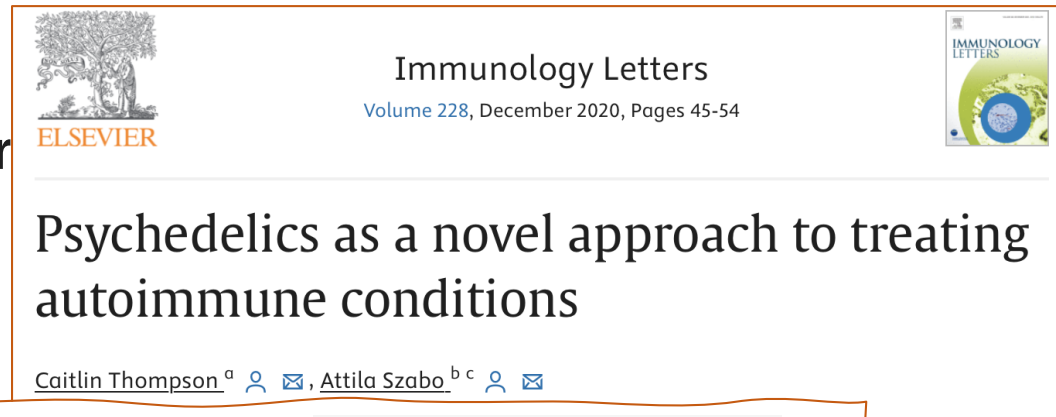 Immunology Letters
Volume 228, December 2020, Pages 45-54
ELSEVIER
IMMUNOLOGY
LETTERS
r
Psychedelics as a novel approach to treating
autoimmune conditions
Caitlin Thompson a, Attila Szabo b c